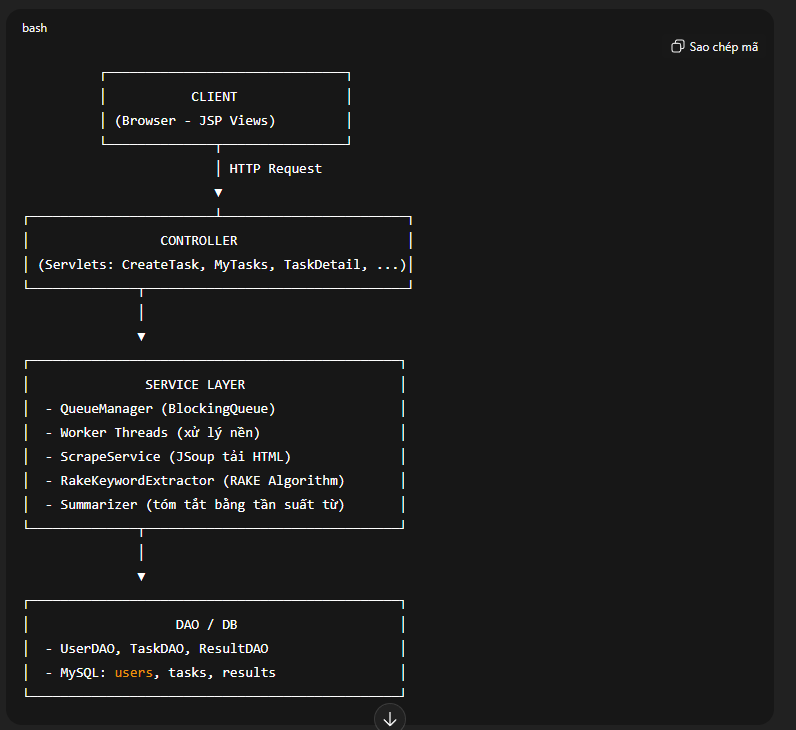 bash
Sao chép mã
CLIENT
(Browser - JSP Views)
HTTP Request
CONTROLLER
(Servlets: CreateTask, MyTasks, TaskDetail, ...)
SERVICE LAYER
- QueueManager (BlockingQueue)
- Worker Threads (xử lý nền)
- ScrapeService (JSoup tải HTML)
- RakeKeywordExtractor (RAKE Algorithm)
- Summarizer (tóm tắt bằng tần suất từ)
DAO / DB
- UserDAO, TaskDAO, ResultDAO
- MySQL: users, tasks, results